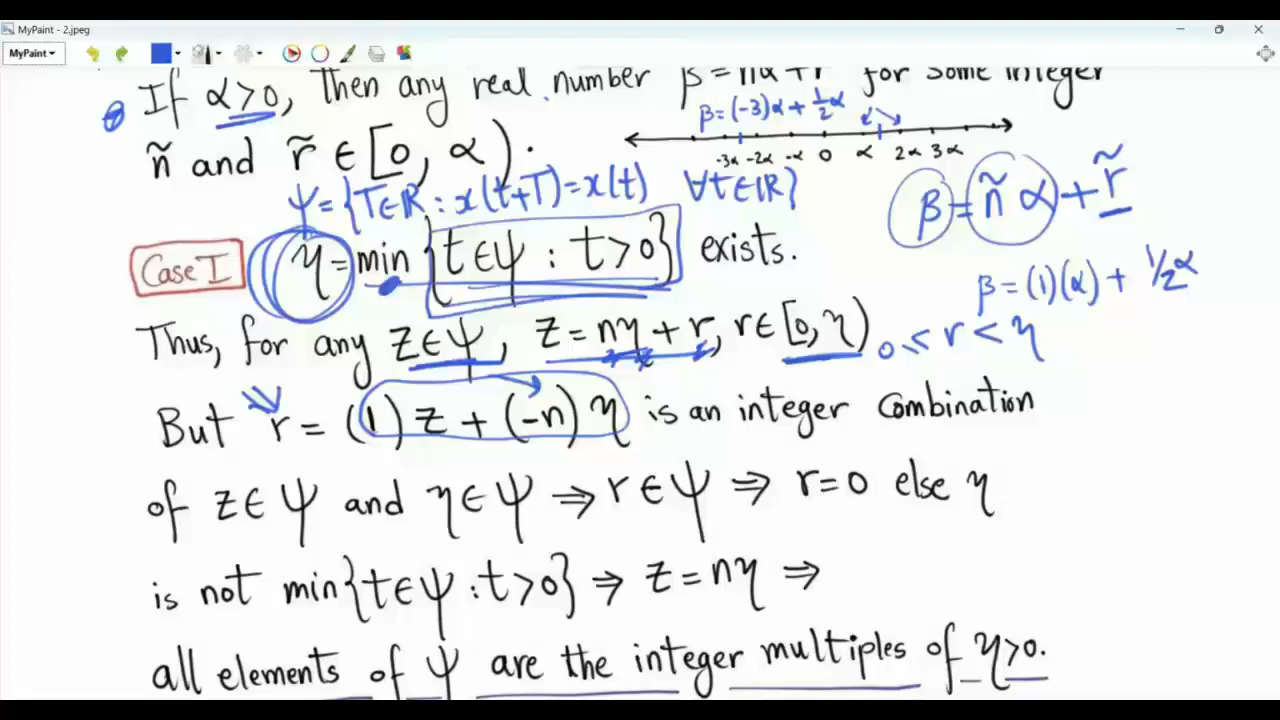 MyPaint - 2.jpeg
MyPaint
If α>0, Then any real number β=ñα+r̃ for some integer
β=(-3)α+½α
ñ and r̃ ∈ [0, α).
-3α -2α -α 0 α 2α 3α
β = ñ α + r̃
Ψ={T∈ℝ : x(t+T)=x(t) ∀t∈ℝ}
Case I
η = min {t∈Ψ : t>0} exists.
β = (1)(α) + ½α
Thus, for any z∈Ψ, z = nη + r, r∈[0, η)
0 ≤ r < η
But r = (1) z + (-n) η is an integer combination
of z∈Ψ and η∈Ψ ⇒ r∈Ψ ⇒ r=0 else η
is not min{t∈Ψ : t>0} ⇒ z = nη ⇒
all elements of Ψ are the integer multiples of η>0.